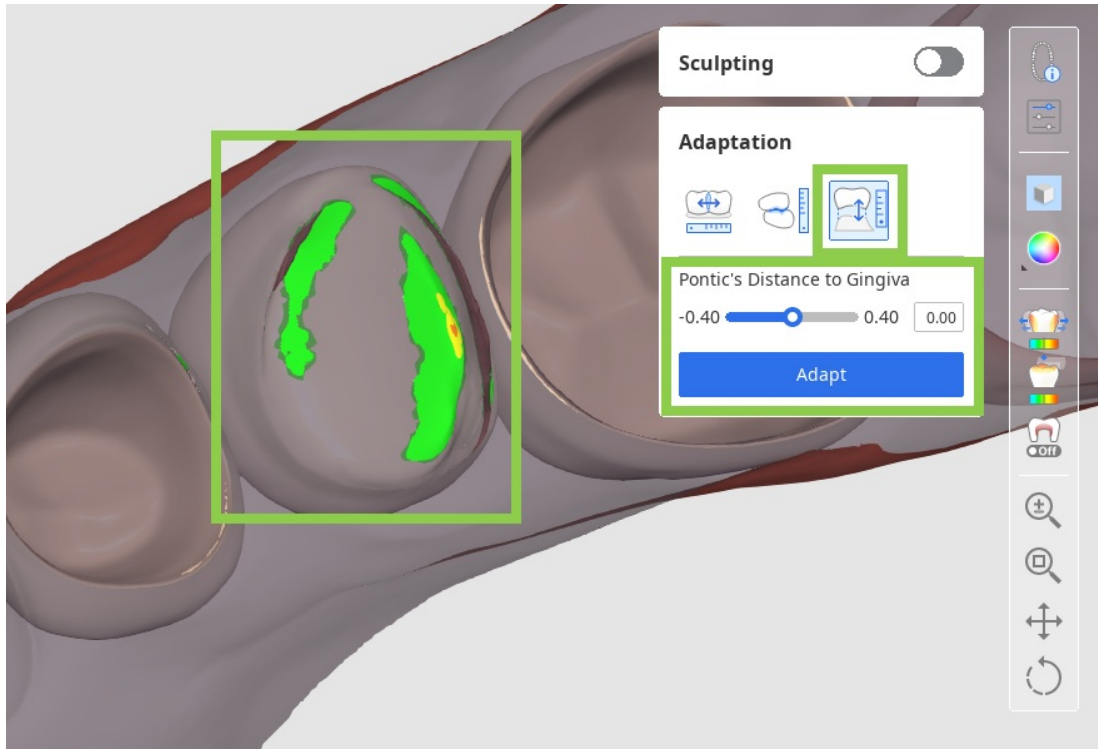 Sculpting
Adaptation
Pontic's Distance to Gingiva
-0.40 0.40 0.00
Adapt
Off